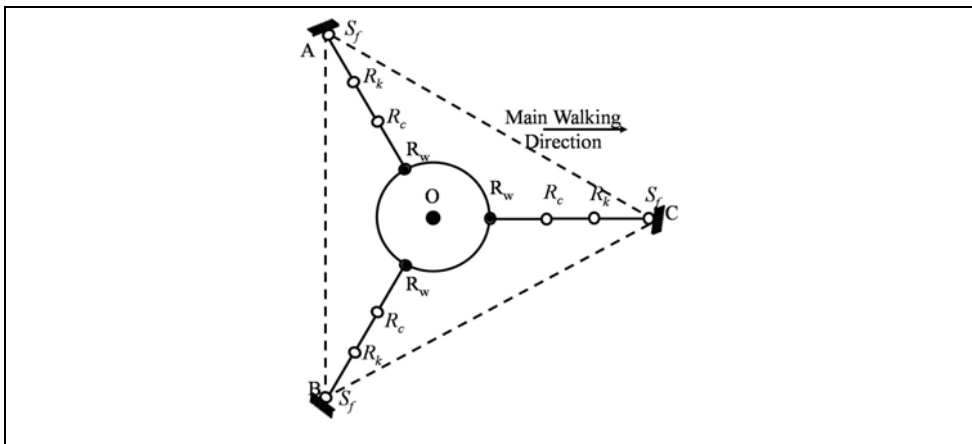 A
S_f
R_k
R_c
R_w
Main Walking
Direction
O
R_w
R_c
R_k
S_f
C
R_w
R_c
R_k
B
S_f